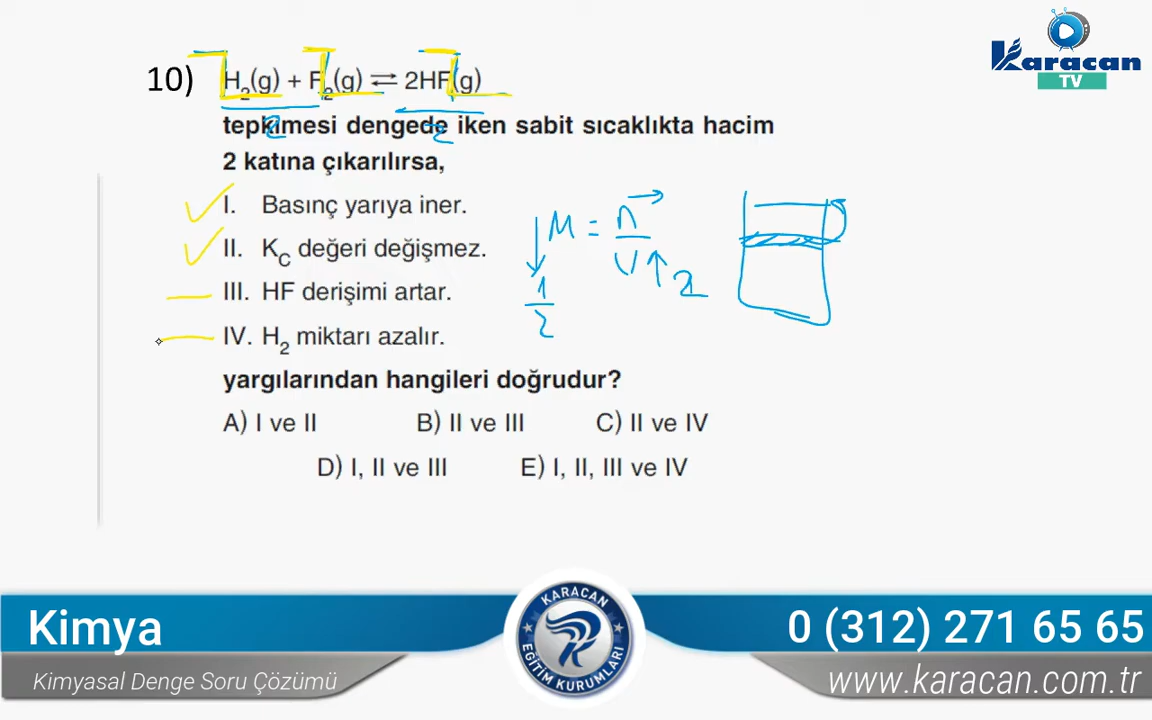 Karacan
TV
10) H2(g) + F2(g) ⇌ 2HF(g)
2 2
tepkimesi dengede iken sabit sıcaklıkta hacim
2 katına çıkarılırsa,
I. Basınç yarıya iner.
II. KC değeri değişmez.
III. HF derişimi artar.
IV. H2 miktarı azalır.
M = n/V 2
1/2
yargılarından hangileri doğrudur?
A) I ve II B) II ve III C) II ve IV
D) I, II ve III E) I, II, III ve IV
KARACAN
EĞİTİM KURUMLARI
Kimya
0 (312) 271 65 65
Kimyasal Denge Soru Çözümü
www.karacan.com.tr